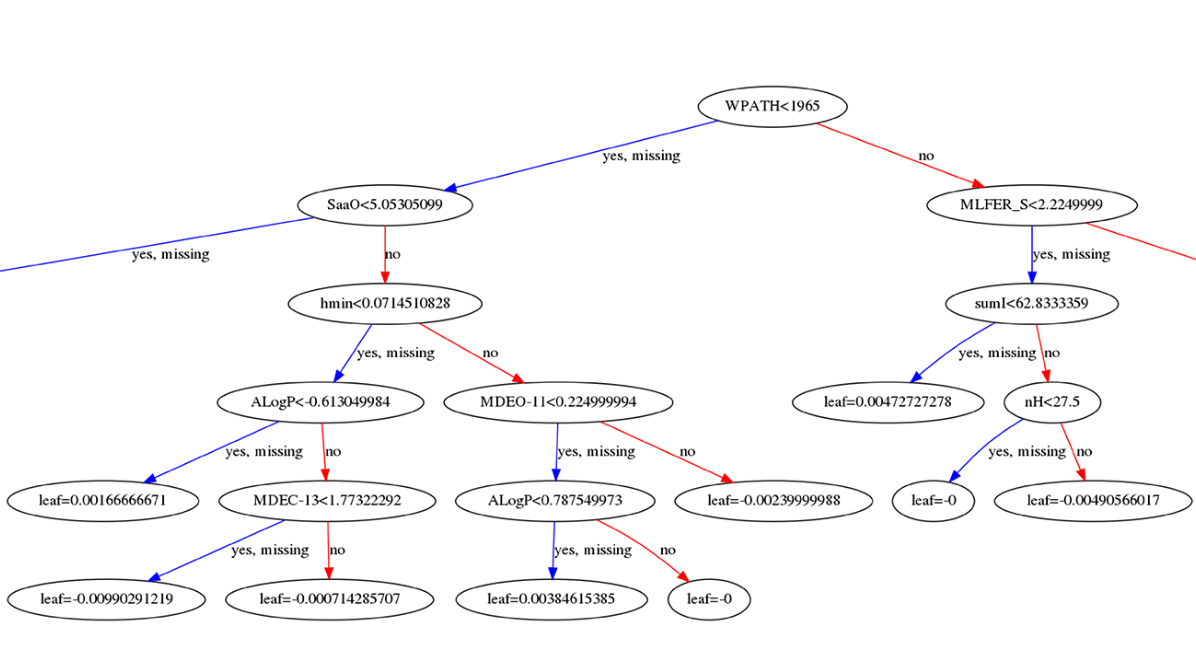 WPATH<1965
yes, missing
no
SaaO<5.05305099
MLFER_S<2.2249999
yes, missing
no
yes, missing
hmin<0.0714510828
sumI<62.8333359
yes, missing
no
yes, missing
no
ALogP<-0.613049984
MDEO-11<0.224999994
leaf=0.00472727278
nH<27.5
yes, missing
no
yes, missing
no
yes, missing
no
leaf=0.00166666671
MDEC-13<1.77322292
ALogP<0.787549973
leaf=-0.00239999988
leaf=-0
leaf=-0.00490566017
yes, missing
no
yes, missing
no
leaf=-0.00990291219
leaf=-0.000714285707
leaf=0.00384615385
leaf=-0